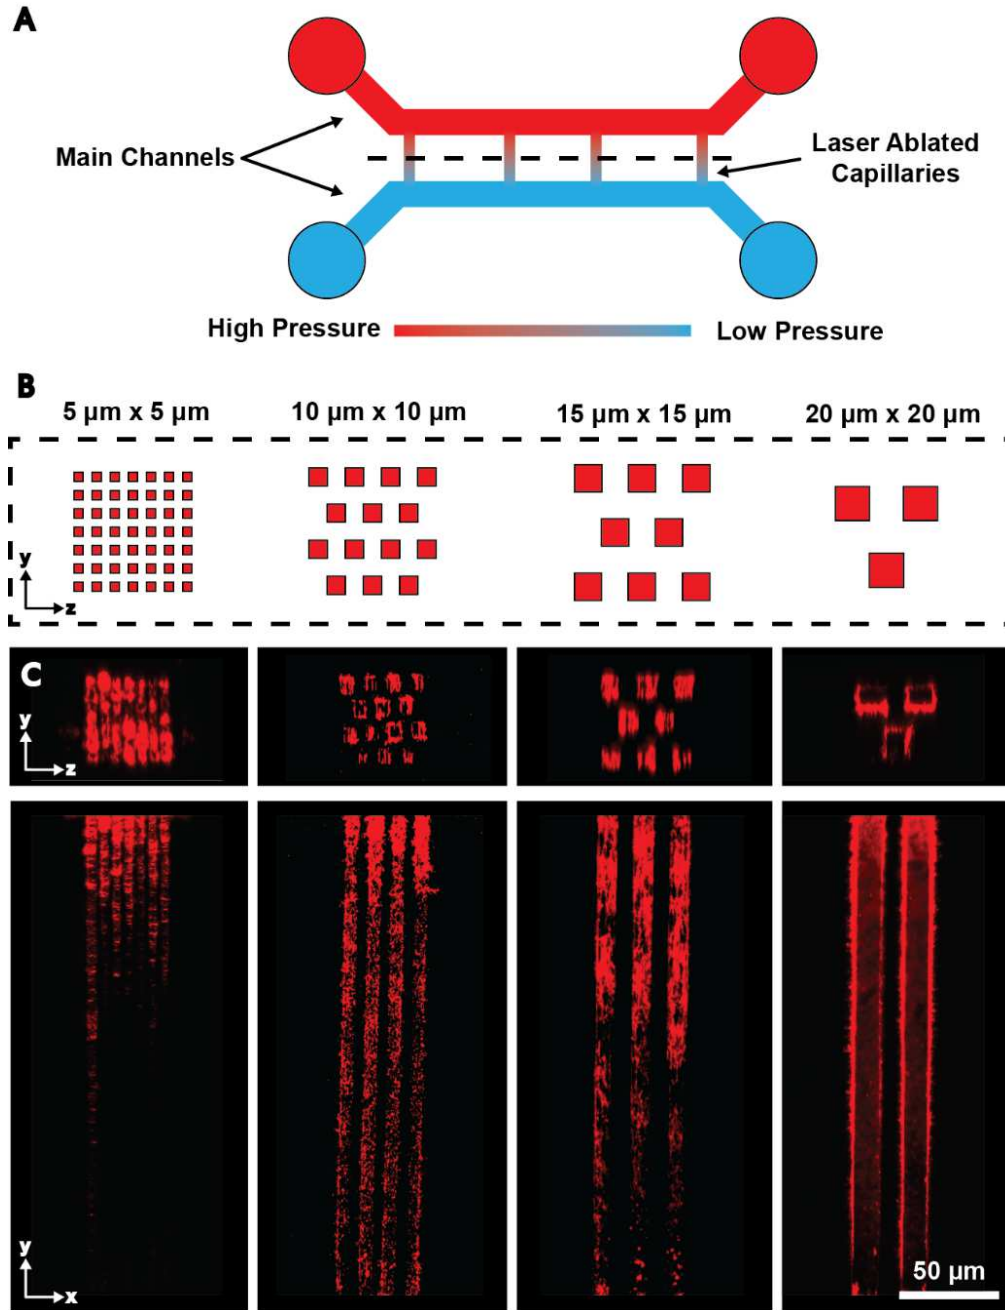 A
Main Channels
Laser Ablated
Capillaries
High Pressure
Low Pressure
B
5 µm x 5 µm
10 µm x 10 µm
15 µm x 15 µm
20 µm x 20 µm
y
z
C
y
z
y
x
50 µm